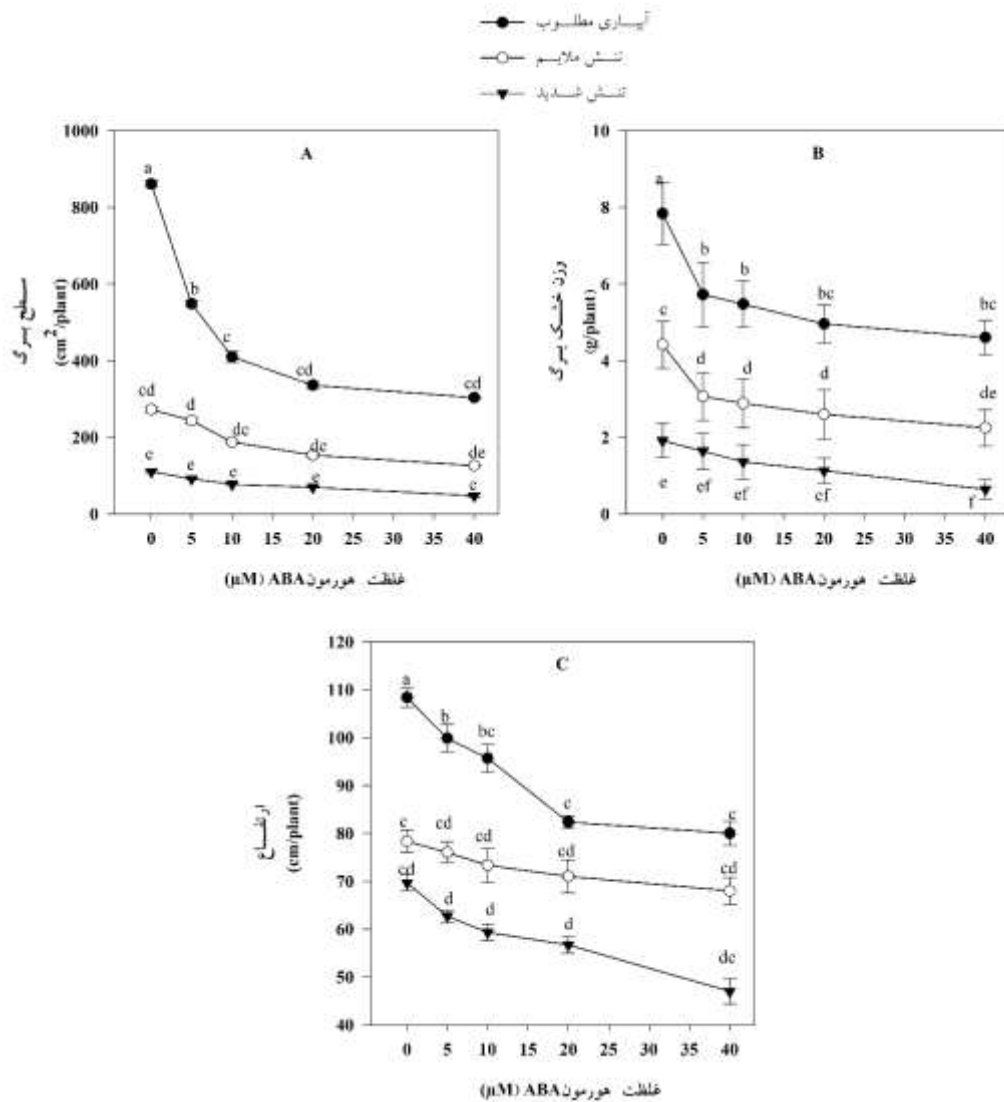 آبیاری مطلوب
تنش ملایم
تنش شدید
A
1000
800
600
400
200
0
سطح برگ
(cm²/plant)
a
b
c
cd
cd
cd
d
dc
dc
de
e
e
e
e
e
0 5 10 15 20 25 30 35 40
غلظت هورمون ABA (µM)
B
10
8
6
4
2
0
وزن خشک برگ
(g/plant)
a
b
b
bc
bc
c
d
d
d
de
e
ef
ef
ef
f
0 5 10 15 20 25 30 35 40
غلظت هورمون ABA (µM)
C
120
110
100
90
80
70
60
50
40
ارتفاع
(cm/plant)
a
b
bc
c
c
c
cd
cd
cd
cd
cd
d
d
d
de
0 5 10 15 20 25 30 35 40
غلظت هورمون ABA (µM)